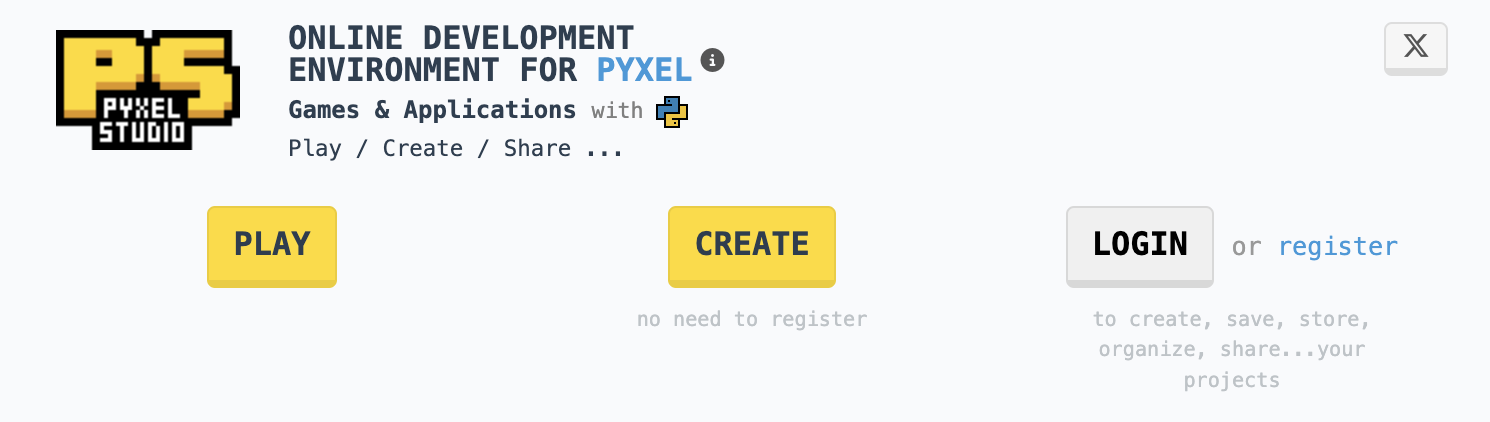 PS
PYXEL
STUDIO
ONLINE DEVELOPMENT
ENVIRONMENT FOR PYXEL i
Games & Applications with
Play / Create / Share ...
X
PLAY
CREATE
no need to register
LOGIN or register
to create, save, store,
organize, share...your
projects